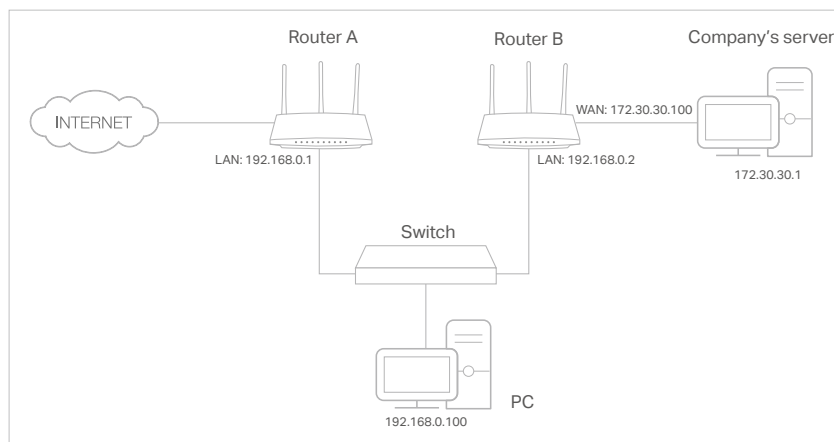 Router A
Router B
Company's server
INTERNET
WAN: 172.30.30.100
LAN: 192.168.0.1
LAN: 192.168.0.2
172.30.30.1
Switch
PC
192.168.0.100